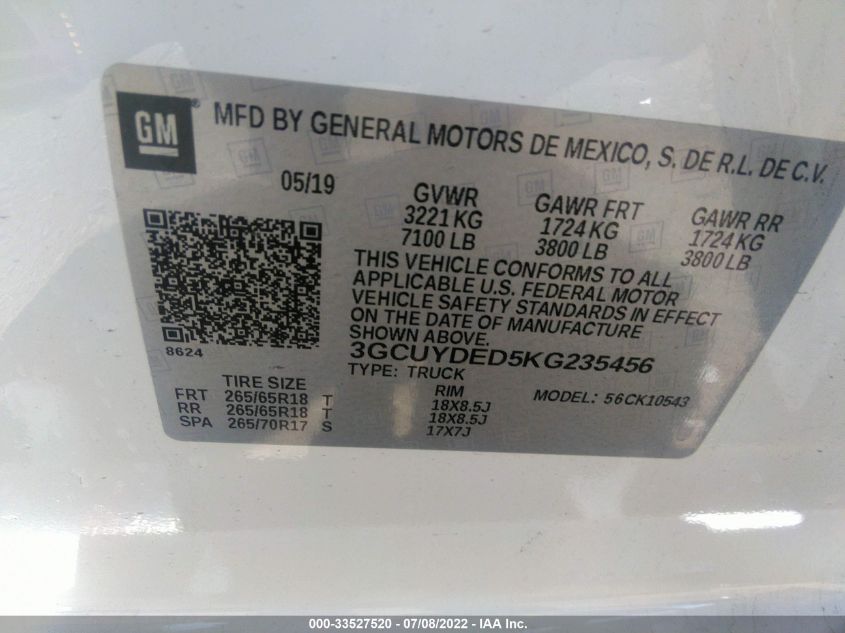 GM
MFD BY GENERAL MOTORS DE MEXICO, S. DE R.L. DE C.V.
05/19
GVWR
3221 KG
7100 LB
GAWR FRT
1724 KG
3800 LB
GAWR RR
1724 KG
3800 LB
THIS VEHICLE CONFORMS TO ALL
APPLICABLE U.S. FEDERAL MOTOR
VEHICLE SAFETY STANDARDS IN EFFECT
ON THE DATE OF MANUFACTURE
SHOWN ABOVE.
8624
3GCUYDED5KG235456
TYPE: TRUCK
TIRE SIZE
RIM
MODEL: 56CK10543
FRT 265/65R18 T 18X8.5J
RR 265/65R18 T 18X8.5J
SPA 265/70R17 S 17X7J
000-33527520 - 07/08/2022 - IAA Inc.